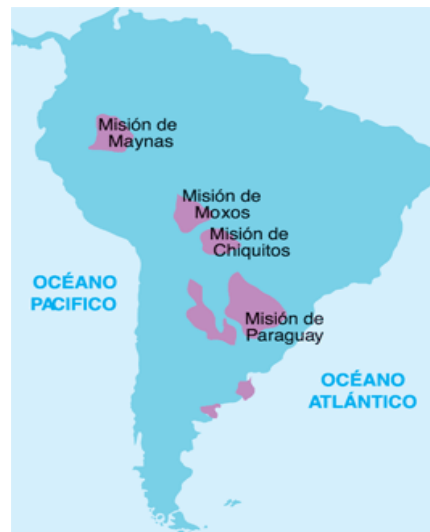 Misión de
Maynas
Misión de
Moxos
Misión de
Chiquitos
OCÉANO
PACIFICO
Misión de
Paraguay
OCÉANO
ATLÁNTICO